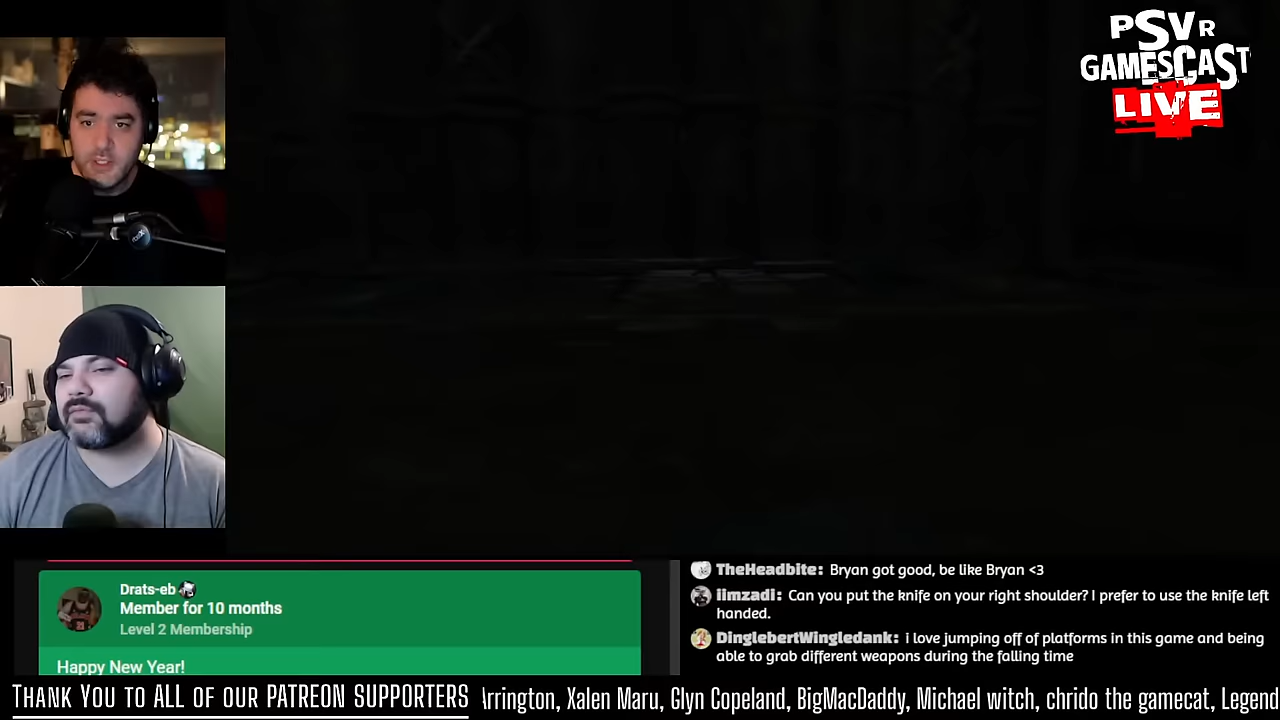 PSVR
GAMESCAST
LIVE
Drats-eb
Member for 10 months
Level 2 Membership
Happy New Year!
TheHeadbite: Bryan got good, be like Bryan <3
iimzadi: Can you put the knife on your right shoulder? I prefer to use the knife left
handed.
DinglebertWingledank: i love jumping off of platforms in this game and being
able to grab different weapons during the falling time
THANK YOU TO ALL OF OUR PATREON SUPPORTERS
Xalen Maru, Glyn Copeland, BigMacDaddy, Michael witch, chrido the gamecat, Legend